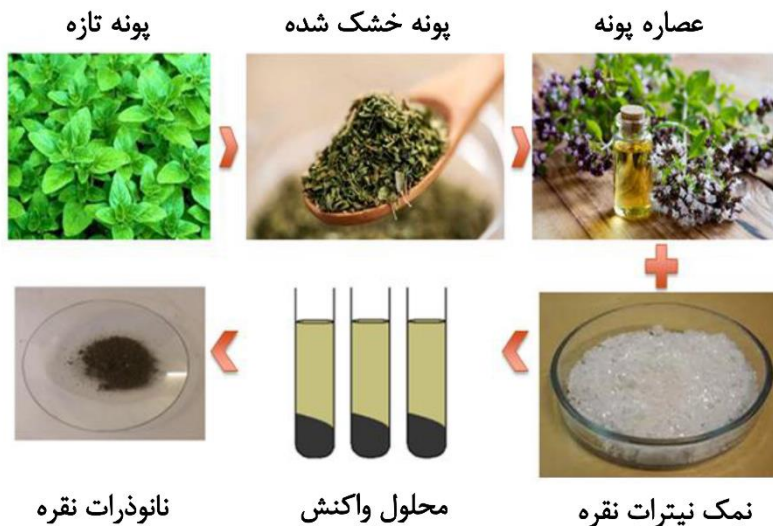 پونه تازه
پونه خشک شده
عصاره پونه
نمک نیترات نقره
محلول واکنش
نانوذرات نقره